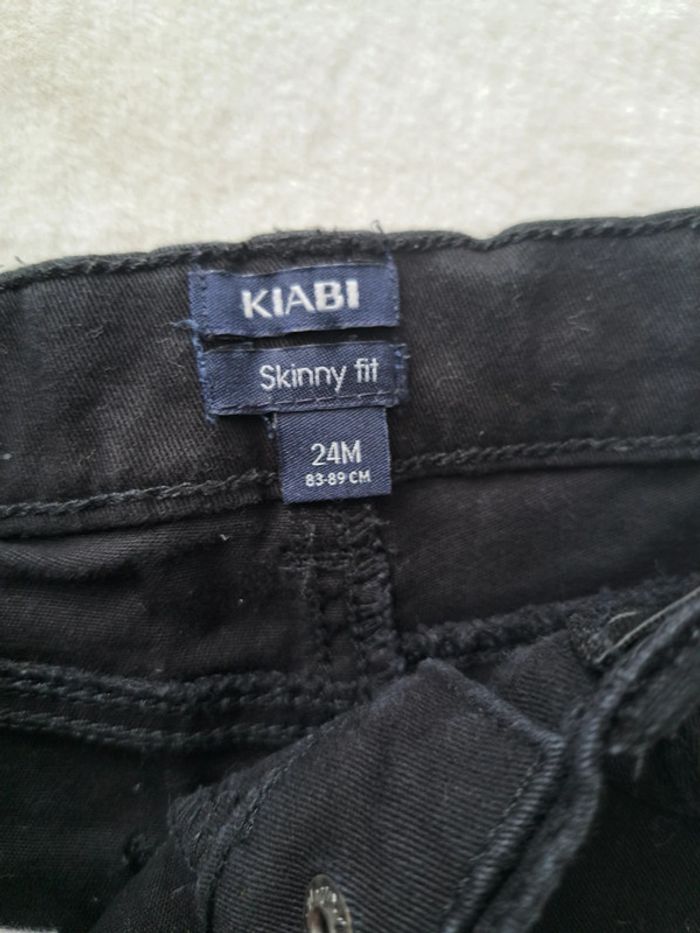 KIABI
Skinny fit
24M
83-89 CM